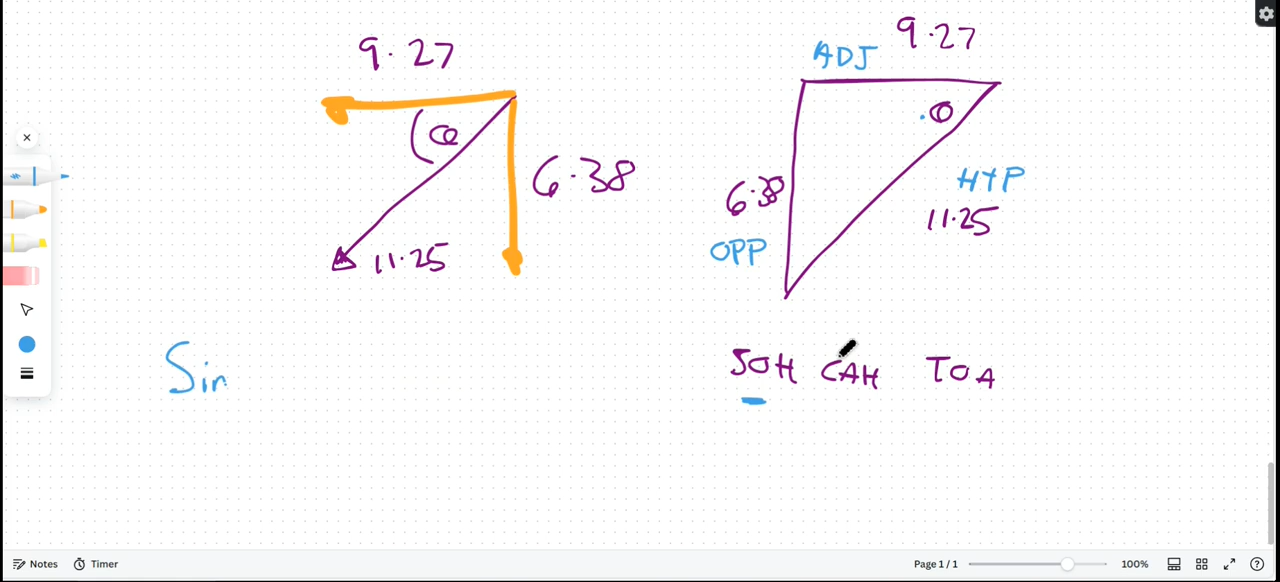 9.27
θ
6.38
11.25
ADJ
9.27
θ
6.38
HYP
11.25
OPP
Sin
SOH CAH TOA
Notes Timer Page 1 / 1 100%